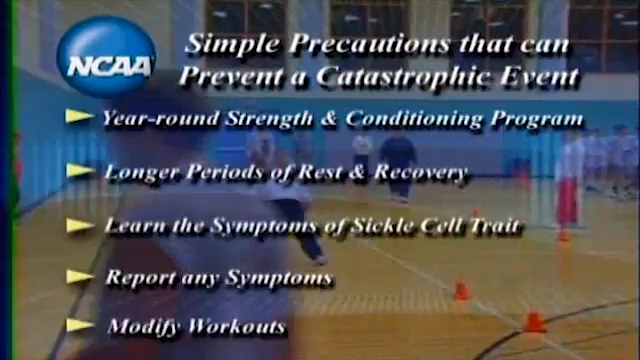 NCAA
Simple Precautions that can
Prevent a Catastrophic Event
Year-round Strength & Conditioning Program
Longer Periods of Rest & Recovery
Learn the Symptoms of Sickle Cell Trait
Report any Symptoms
Modify Workouts